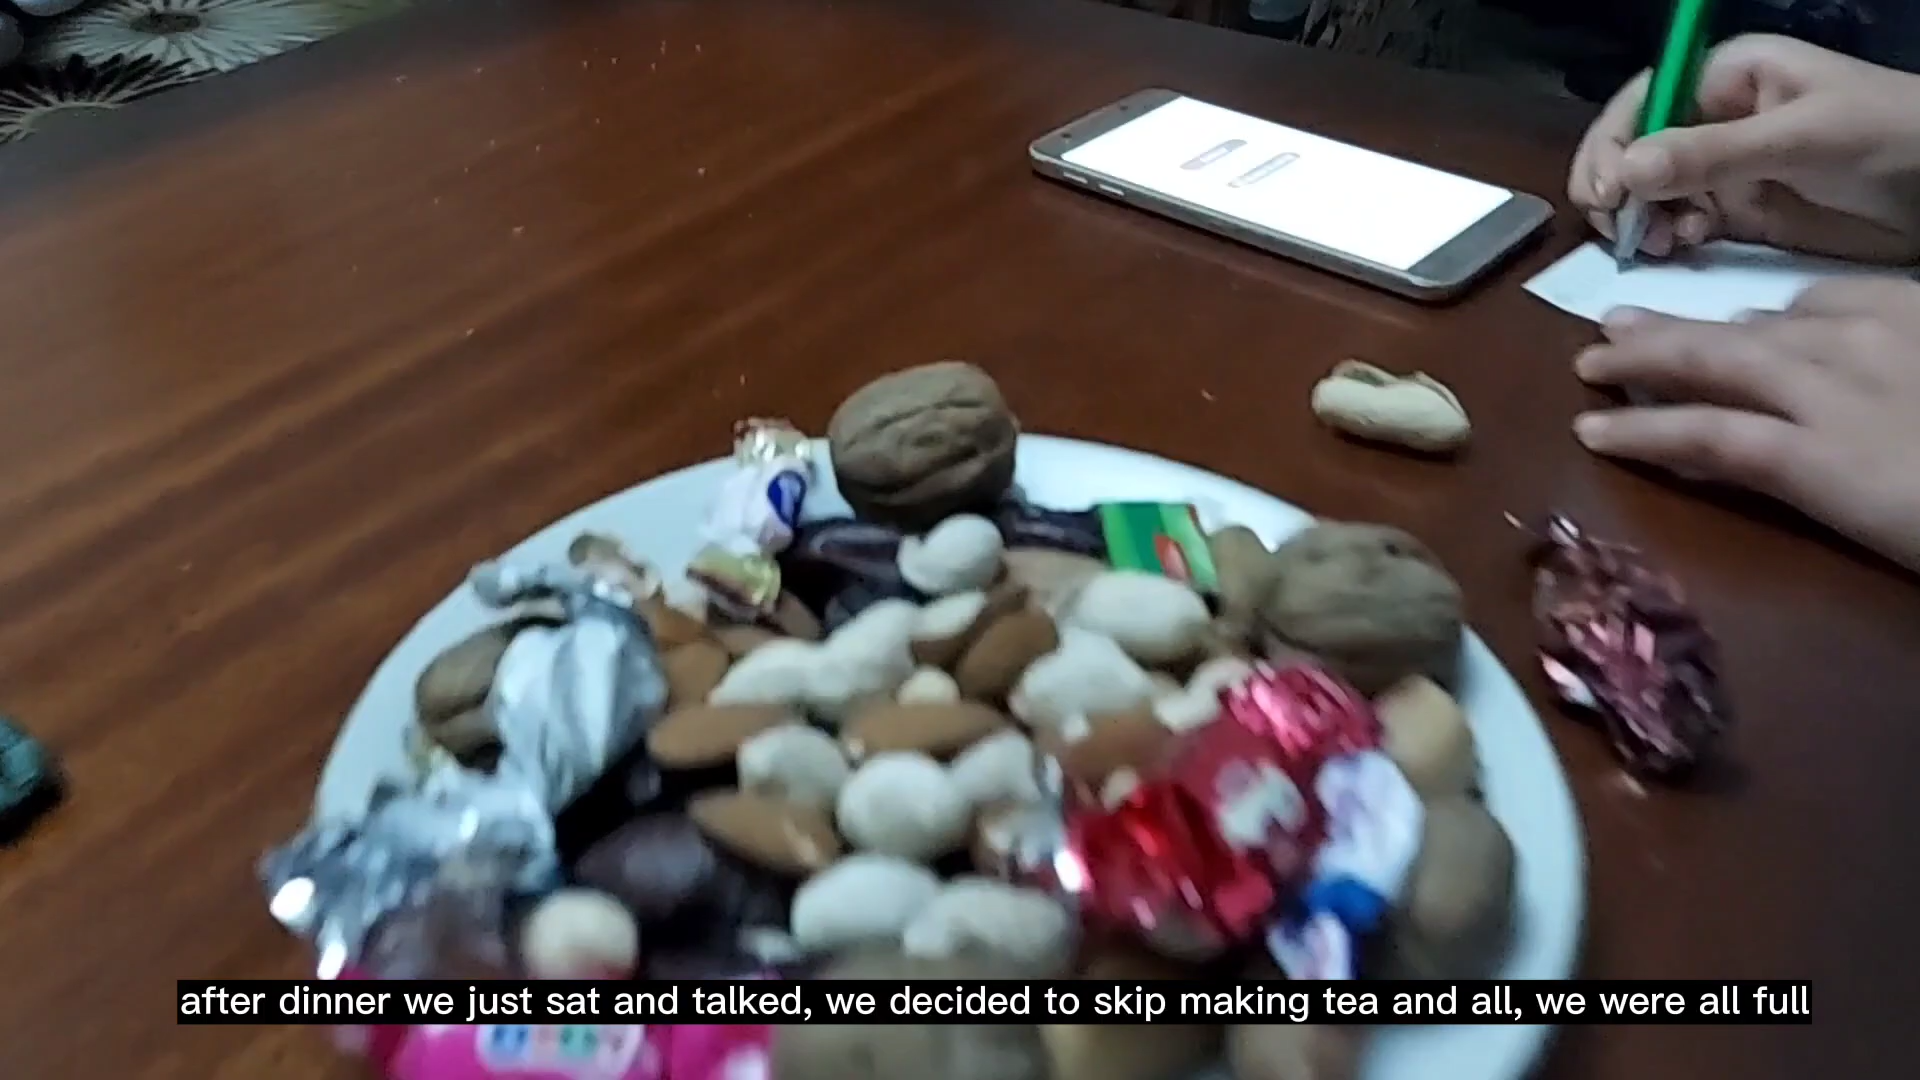 after dinner we just sat and talked, we decided to skip making tea and all, we were all full